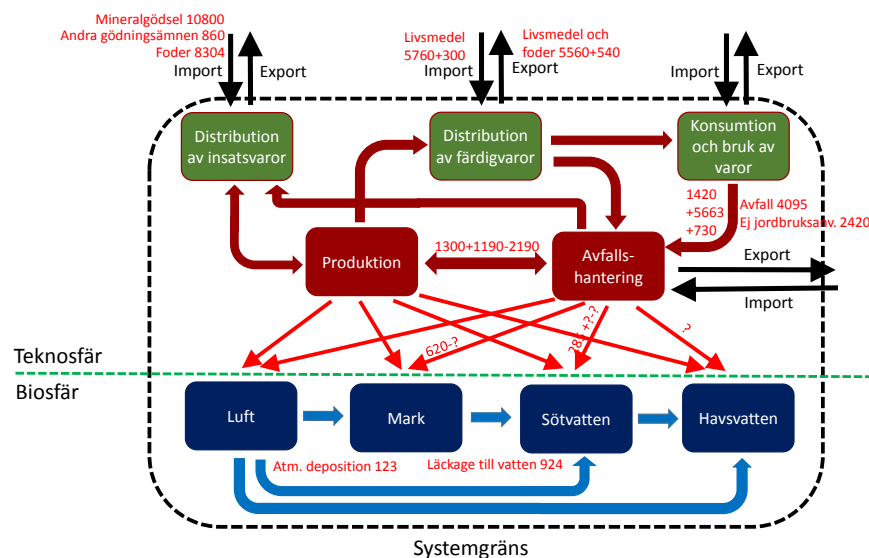 Mineralgödsel 10800
Andra gödningsämnen 860
Foder 8304
Import
Export
Livsmedel
5760+300
Import
Livsmedel och
foder 5560+540
Export
Import
Export
Distribution
av insatsvaror
Distribution
av färdigvaror
Konsumtion
och bruk av
varor
1420
+5663
+730
Avfall 4095
Ej jordbruksanv. 2420
Produktion
1300+1190-2190
Avfalls-
hantering
Export
Import
620-?
285+?-?
?
Teknosfär
Biosfär
Luft
Mark
Sötvatten
Havsvatten
Atm. deposition 123
Läckage till vatten 924
Systemgräns